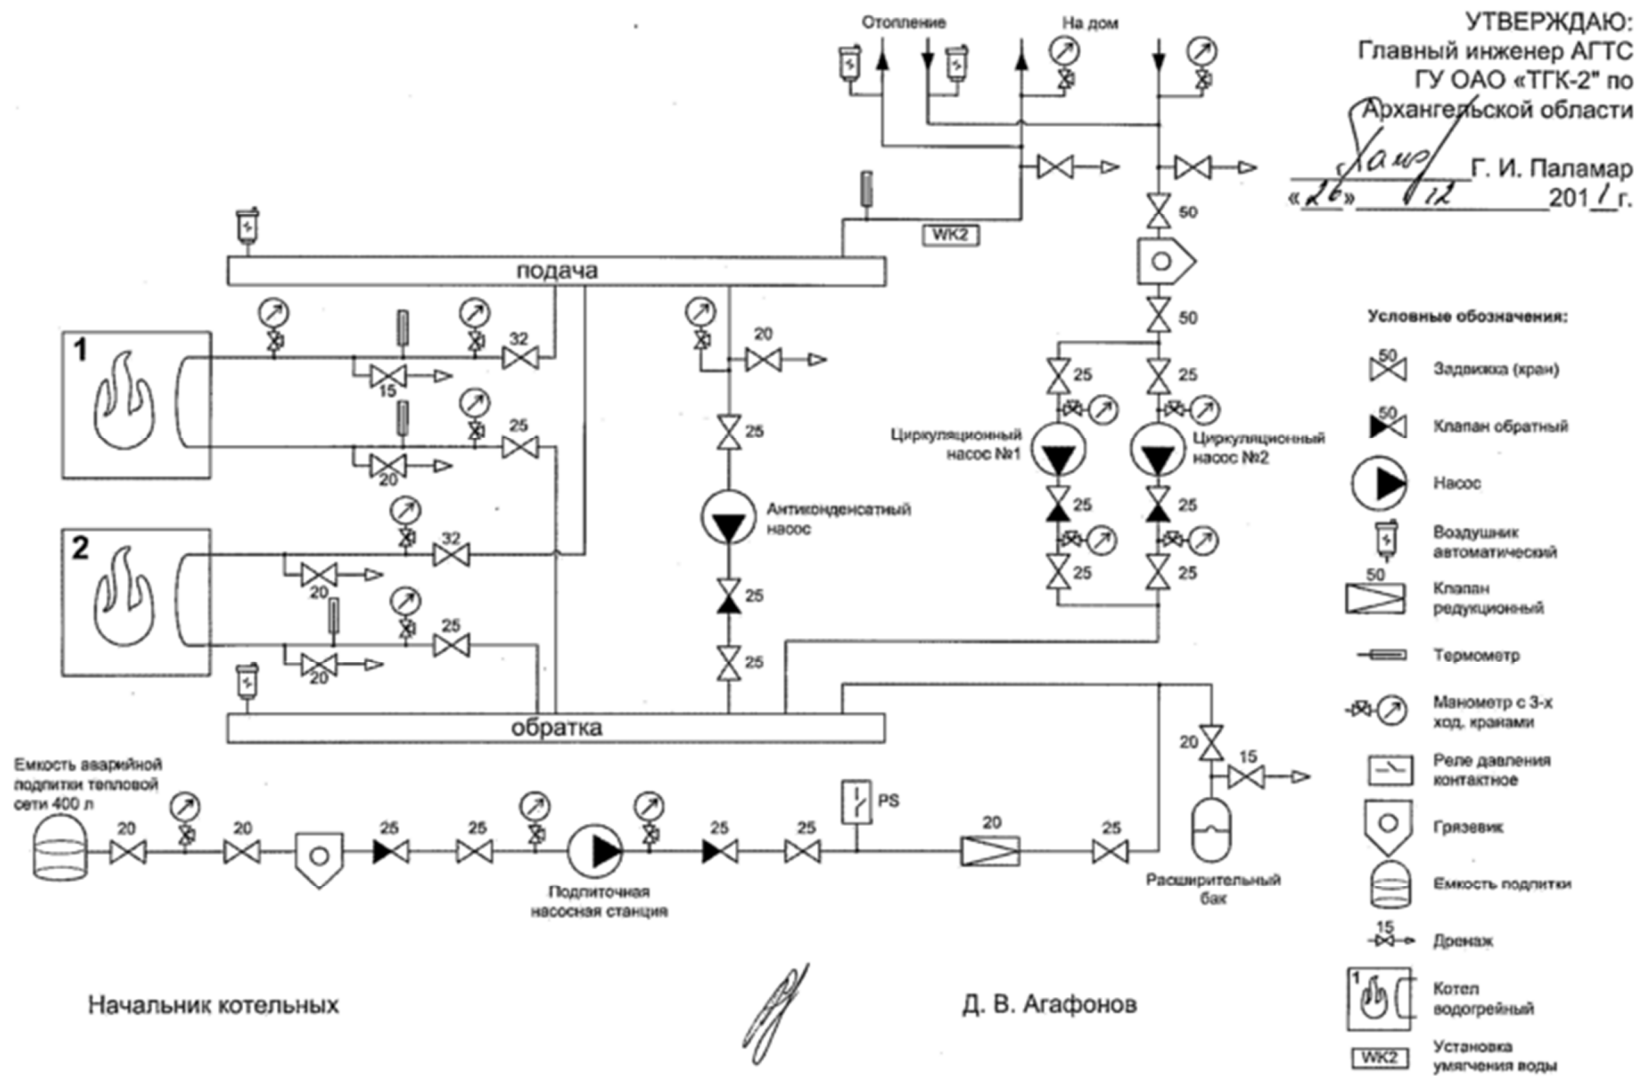 Отопление
На дом
УТВЕРЖДАЮ:
Главный инженер АГТС
ГУ ОАО «ТГК-2" по
Архангельской области
Г. И. Паламар
«26» 12 2011 г.
50
WK2
подача
50
1
32
15
25
20
20
25
25
25
Циркуляционный
насос №1
Циркуляционный
насос №2
25
25
25
25
Антиконденсатный
насос
25
25
2
32
20
25
20
обратка
Условные обозначения:
50
Задвижка (кран)
50
Клапан обратный
Насос
Воздушник
автоматический
50
Клапан
редукционный
Термометр
Манометр с 3-х
ход. кранами
Реле давления
контактное
Грязевик
Емкость подпитки
15
Дренаж
1
Котел
водогрейный
WK2
Установка
умягчения воды
Емкость аварийной
подпитки тепловой
сети 400 л
20
20
25
25
Подпиточная
насосная станция
25
25
PS
20
25
20
15
Расширительный
бак
Начальник котельных
Д. В. Агафонов